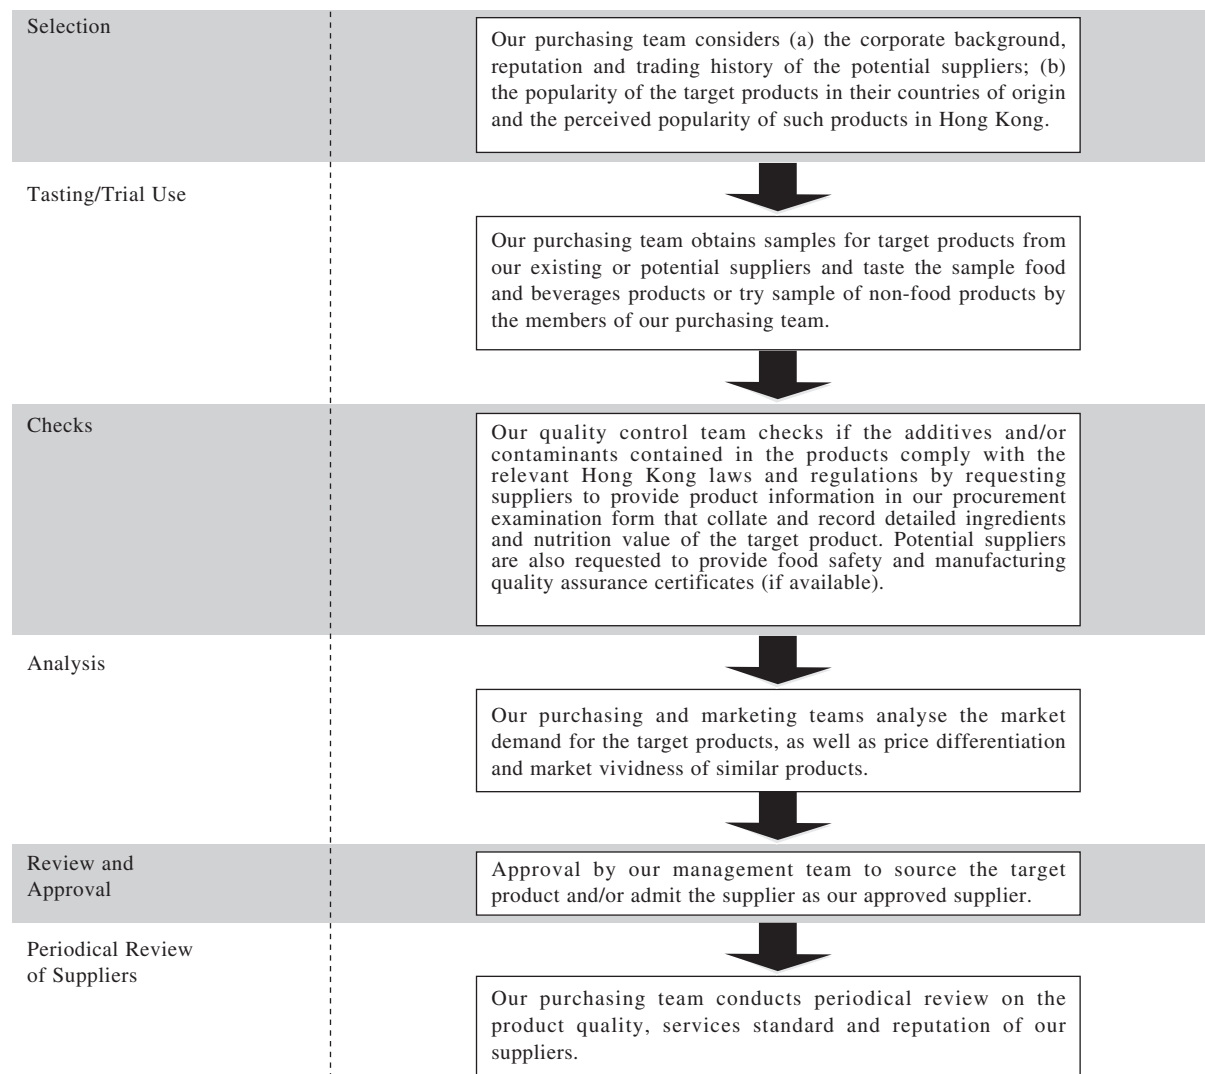 Selection
Our purchasing team considers (a) the corporate background,
reputation and trading history of the potential suppliers; (b)
the popularity of the target products in their countries of origin
and the perceived popularity of such products in Hong Kong.
Tasting/Trial Use
Our purchasing team obtains samples for target products from
our existing or potential suppliers and taste the sample food
and beverages products or try sample of non-food products by
the members of our purchasing team.
Checks
Our quality control team checks if the additives and/or
contaminants contained in the products comply with the
relevant Hong Kong laws and regulations by requesting
suppliers to provide product information in our procurement
examination form that collate and record detailed ingredients
and nutrition value of the target product. Potential suppliers
are also requested to provide food safety and manufacturing
quality assurance certificates (if available).
Analysis
Our purchasing and marketing teams analyse the market
demand for the target products, as well as price differentiation
and market vividness of similar products.
Review and
Approval
Approval by our management team to source the target
product and/or admit the supplier as our approved supplier.
Periodical Review
of Suppliers
Our purchasing team conducts periodical review on the
product quality, services standard and reputation of our
suppliers.